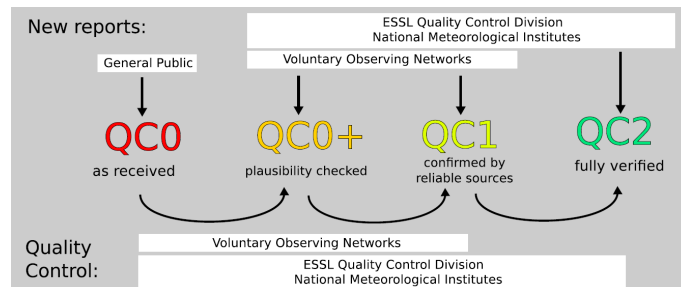 New reports:
ESSL Quality Control Division
National Meteorological Institutes
General Public
Voluntary Observing Networks
QC0
as received
QC0+
plausibility checked
QC1
confirmed by
reliable sources
QC2
fully verified
Quality
Control:
Voluntary Observing Networks
ESSL Quality Control Division
National Meteorological Institutes